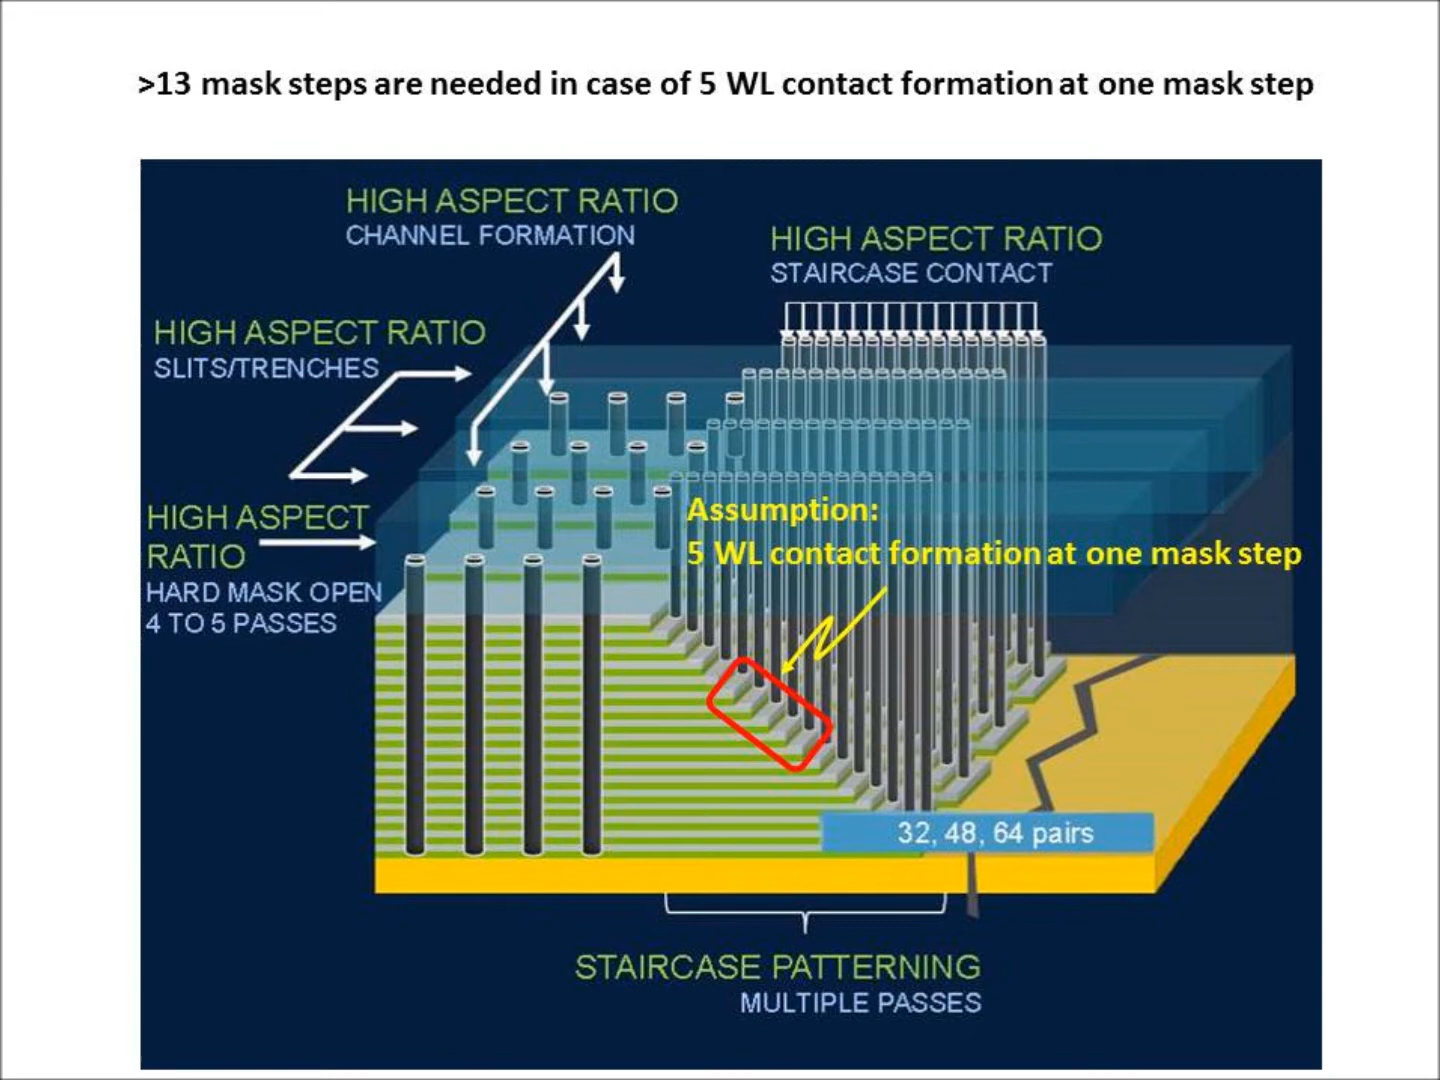 >13 mask steps are needed in case of 5 WL contact formation at one mask step
HIGH ASPECT RATIO
CHANNEL FORMATION
HIGH ASPECT RATIO
STAIRCASE CONTACT
HIGH ASPECT RATIO
SLITS/TRENCHES
HIGH ASPECT
RATIO
HARD MASK OPEN
4 TO 5 PASSES
Assumption:
5 WL contact formation at one mask step
32, 48, 64 pairs
STAIRCASE PATTERNING
MULTIPLE PASSES